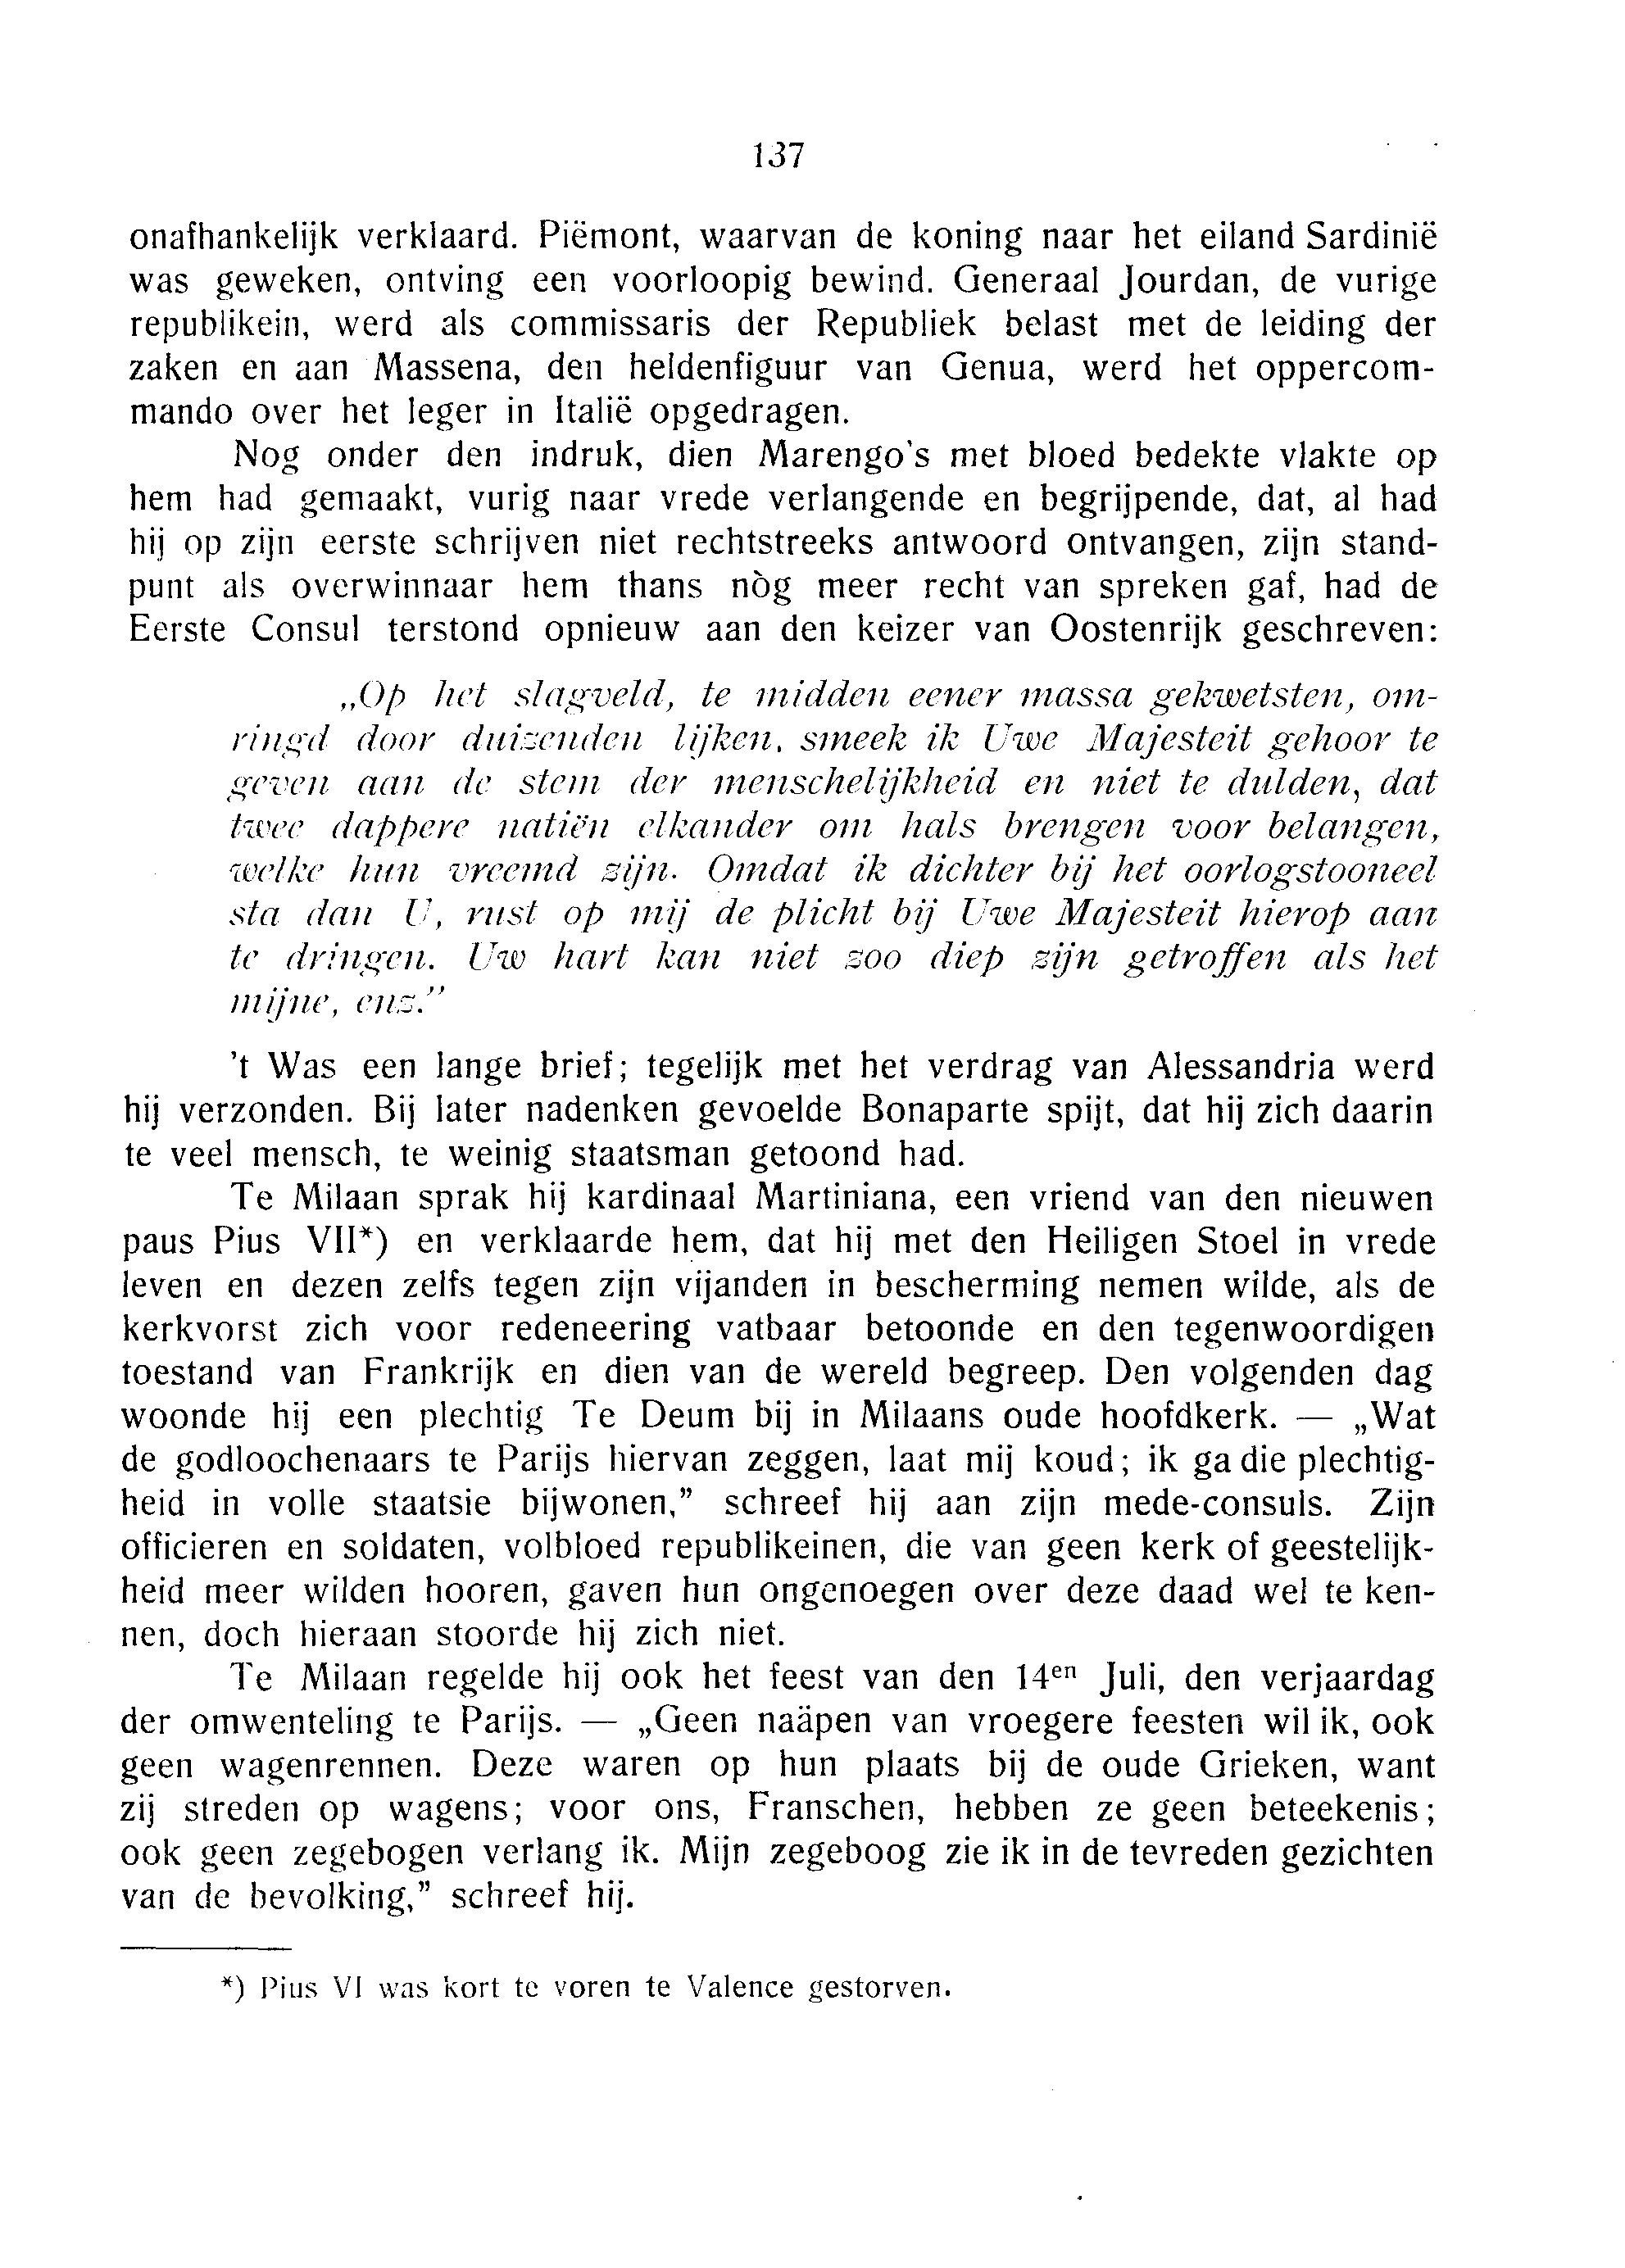 137
onafhankelijk verklaard. Piëmont, waarvan de koning naar het eiland Sardinië
was geweken, ontving een voorloopig bewind. Generaal Jourdan, de vurige
republikein, werd als commissaris der Republiek belast met de leiding der
zaken en aan Massena, den heldenfiguur van Genua, werd het oppercom-
mando over het leger in Italië opgedragen.
Nog onder den indruk, dien Marengo's met bloed bedekte vlakte op
hem had gemaakt, vurig naar vrede verlangende en begrijpende, dat, al had
hij op zijn eerste schrijven niet rechtstreeks antwoord ontvangen, zijn stand-
punt als overwinnaar hem thans nòg meer recht van spreken gaf, had de
Eerste Consul terstond opnieuw aan den keizer van Oostenrijk geschreven:
„Op het slagveld, te midden eener massa gekwetsten, om-
ringd door duizenden lijken, smeek ik Uwe Majesteit gehoor te
geven aan de stem der menschelijkheid en niet te dulden, dat
twee dappere natiën elkander om hals brengen voor belangen,
welke hun vreemd zijn. Omdat ik dichter bij het oorlogstooneel
sta dan U, rust op mij de plicht bij Uwe Majesteit hierop aan
te dringen. Uw hart kan niet zoo diep zijn getroffen als het
mijne, enz.”
't Was een lange brief; tegelijk met het verdrag van Alessandria werd
hij verzonden. Bij later nadenken gevoelde Bonaparte spijt, dat hij zich daarin
te veel mensch, te weinig staatsman getoond had.
Te Milaan sprak hij kardinaal Martiniana, een vriend van den nieuwen
paus Pius VII*) en verklaarde hem, dat hij met den Heiligen Stoel in vrede
leven en dezen zelfs tegen zijn vijanden in bescherming nemen wilde, als de
kerkvorst zich voor redeneering vatbaar betoonde en den tegenwoordigen
toestand van Frankrijk en dien van de wereld begreep. Den volgenden dag
woonde hij een plechtig Te Deum bij in Milaans oude hoofdkerk. — „Wat
de godloochenaars te Parijs hiervan zeggen, laat mij koud; ik ga die plechtig-
heid in volle staatsie bijwonen,” schreef hij aan zijn mede-consuls. Zijn
officieren en soldaten, volbloed republikeinen, die van geen kerk of geestelijk-
heid meer wilden hooren, gaven hun ongenoegen over deze daad wel te ken-
nen, doch hieraan stoorde hij zich niet.
Te Milaan regelde hij ook het feest van den 14en Juli, den verjaardag
der omwenteling te Parijs. — „Geen naäpen van vroegere feesten wil ik, ook
geen wagenrennen. Deze waren op hun plaats bij de oude Grieken, want
zij streden op wagens; voor ons, Franschen, hebben ze geen beteekenis;
ook geen zegebogen verlang ik. Mijn zegeboog zie ik in de tevreden gezichten
van de bevolking,” schreef hij.
*) Pius VI was kort te voren te Valence gestorven.